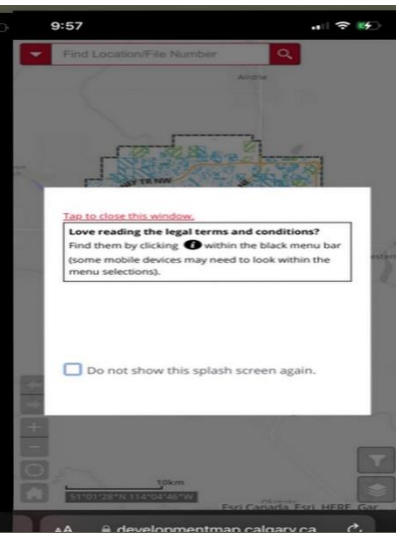 9:57
Find Location/File Number
Airdrie
Tap to close this window.
Love reading the legal terms and conditions?
Find them by clicking i within the black menu bar
(some mobile devices may need to look within the
menu selections).
Do not show this splash screen again.
10km
51°01'28"N 114°04'46"W
Okotoks
Esri Canada, Esri, HERE, Gar
AA developmentmap.calgary.ca